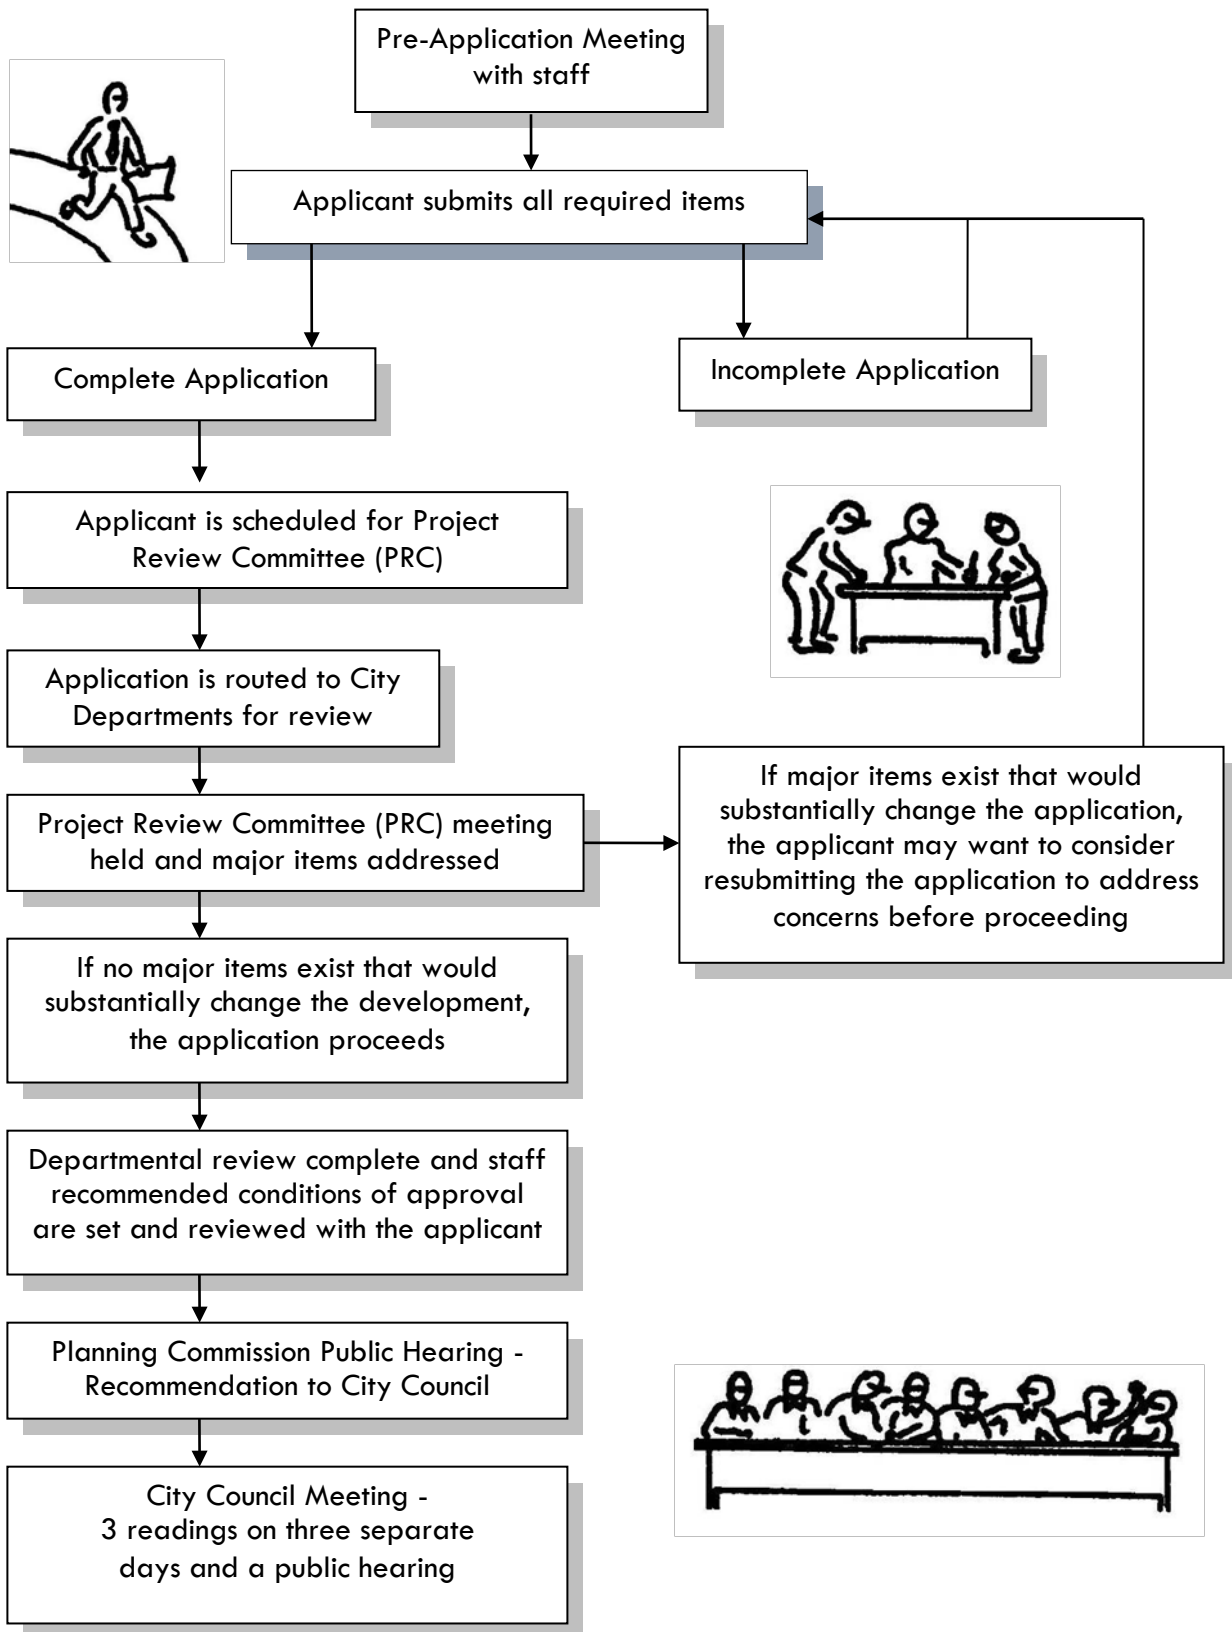 Pre-Application Meeting
with staff
Applicant submits all required items
Complete Application
Incomplete Application
Applicant is scheduled for Project
Review Committee (PRC)
Application is routed to City
Departments for review
Project Review Committee (PRC) meeting
held and major items addressed
If major items exist that would
substantially change the application,
the applicant may want to consider
resubmitting the application to address
concerns before proceeding
If no major items exist that would
substantially change the development,
the application proceeds
Departmental review complete and staff
recommended conditions of approval
are set and reviewed with the applicant
Planning Commission Public Hearing -
Recommendation to City Council
City Council Meeting -
3 readings on three separate
days and a public hearing